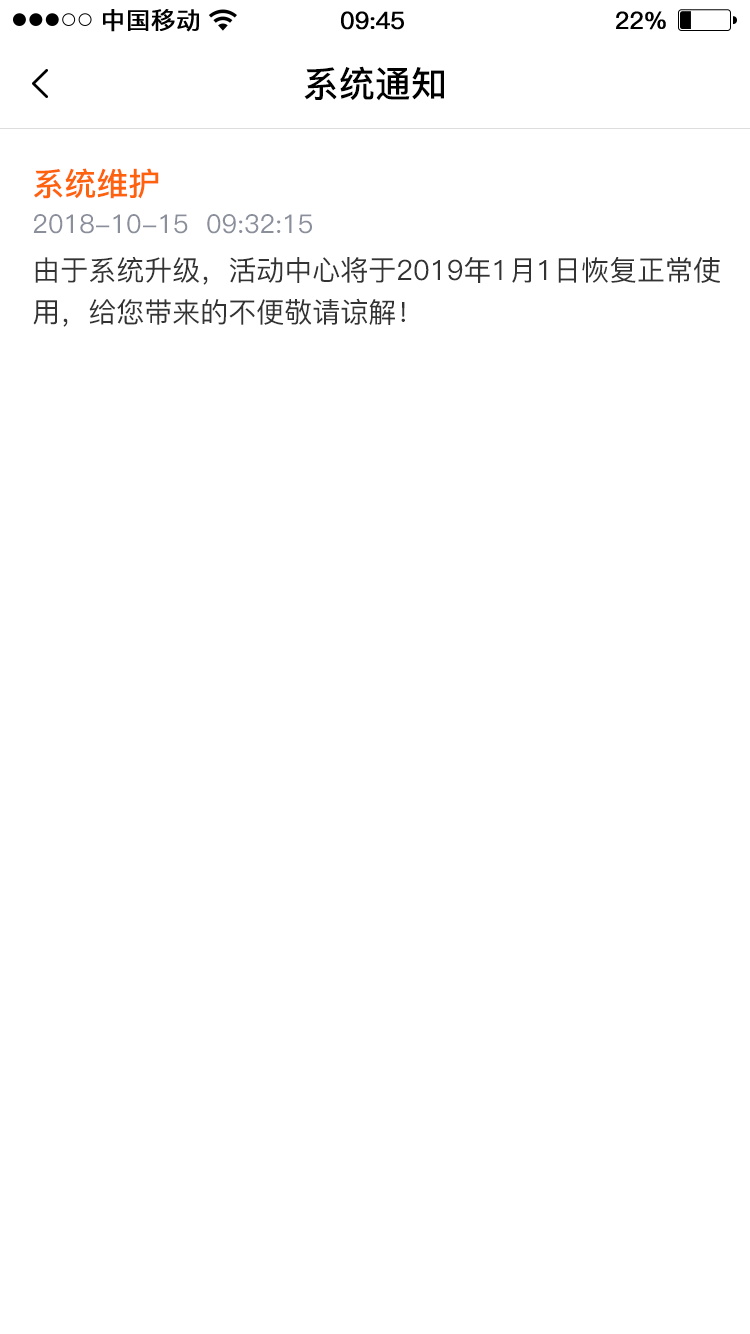 中国移动 09:45 22%
系统通知
系统维护
2018-10-15 09:32:15
由于系统升级，活动中心将于2019年1月1日恢复正常使
用，给您带来的不便敬请谅解！